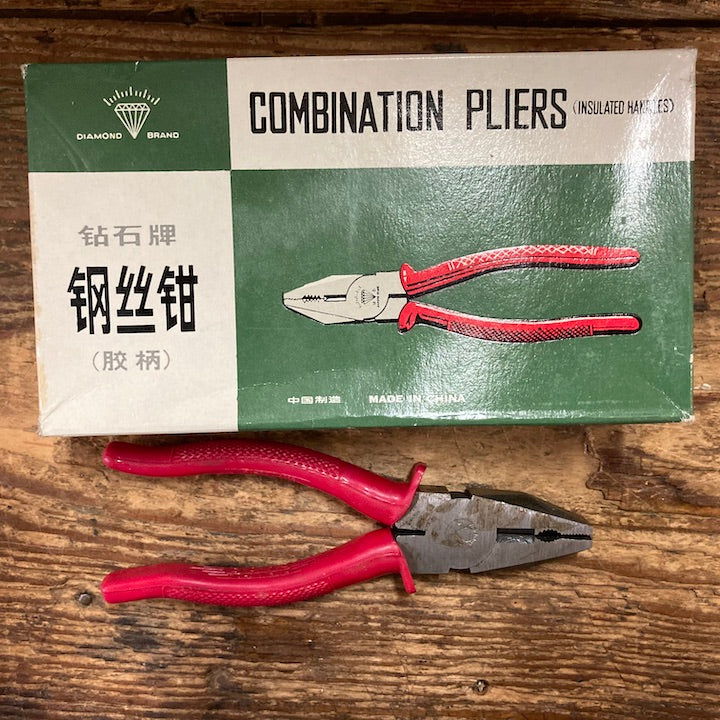 DIAMOND BRAND
COMBINATION PLIERS (INSULATED HANDLES)
钻石牌
钢丝钳
(胶柄)
中国制造 MADE IN CHINA